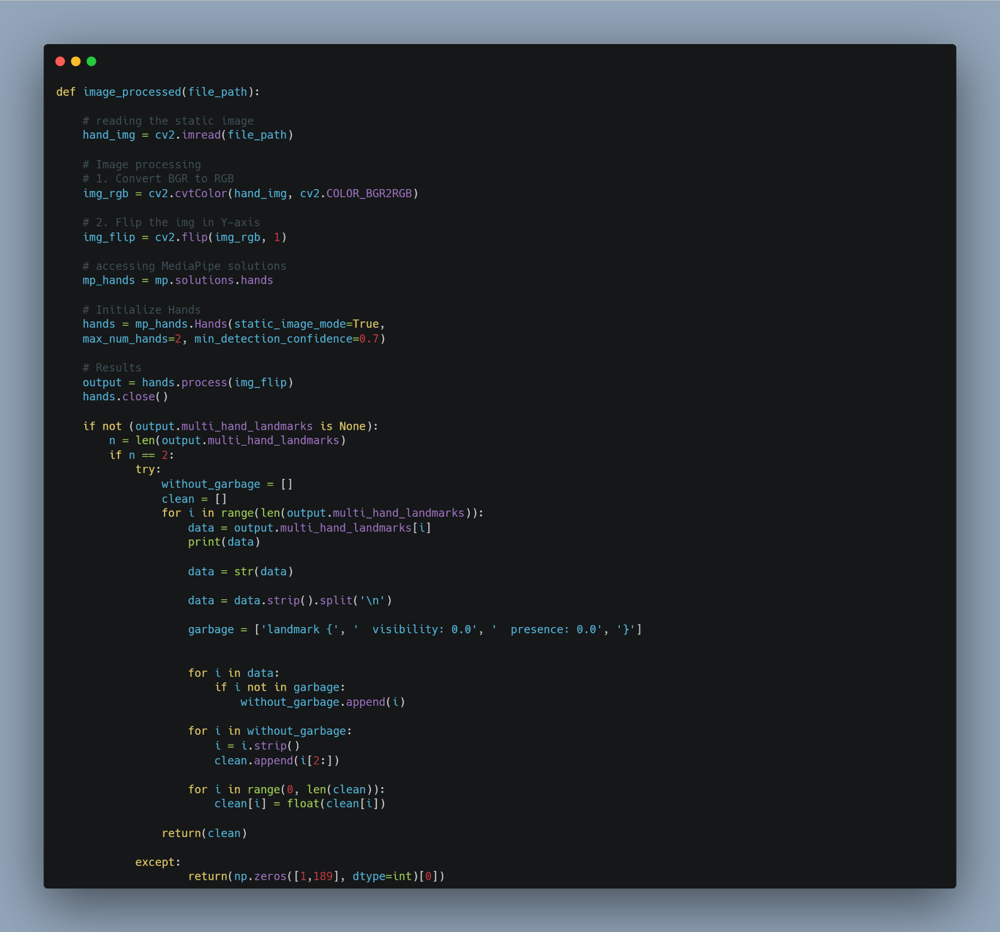 def image_processed(file_path):

    # reading the static image
    hand_img = cv2.imread(file_path)

    # Image processing
    # 1. Convert BGR to RGB
    img_rgb = cv2.cvtColor(hand_img, cv2.COLOR_BGR2RGB)

    # 2. Flip the img in Y-axis
    img_flip = cv2.flip(img_rgb, 1)

    # accessing MediaPipe solutions
    mp_hands = mp.solutions.hands

    # Initialize Hands
    hands = mp_hands.Hands(static_image_mode=True,
    max_num_hands=2, min_detection_confidence=0.7)

    # Results
    output = hands.process(img_flip)
    hands.close()

    if not (output.multi_hand_landmarks is None):
        n = len(output.multi_hand_landmarks)
        if n == 2:
            try:
                without_garbage = []
                clean = []
                for i in range(len(output.multi_hand_landmarks)):
                    data = output.multi_hand_landmarks[i]
                    print(data)

                    data = str(data)

                    data = data.strip().split('\n')

                    garbage = ['landmark {', '  visibility: 0.0', '  presence: 0.0', '}']


                    for i in data:
                        if i not in garbage:
                            without_garbage.append(i)

                    for i in without_garbage:
                        i = i.strip()
                        clean.append(i[2:])

                    for i in range(0, len(clean)):
                        clean[i] = float(clean[i])

                return(clean)

            except:
                    return(np.zeros([1,189], dtype=int)[0])